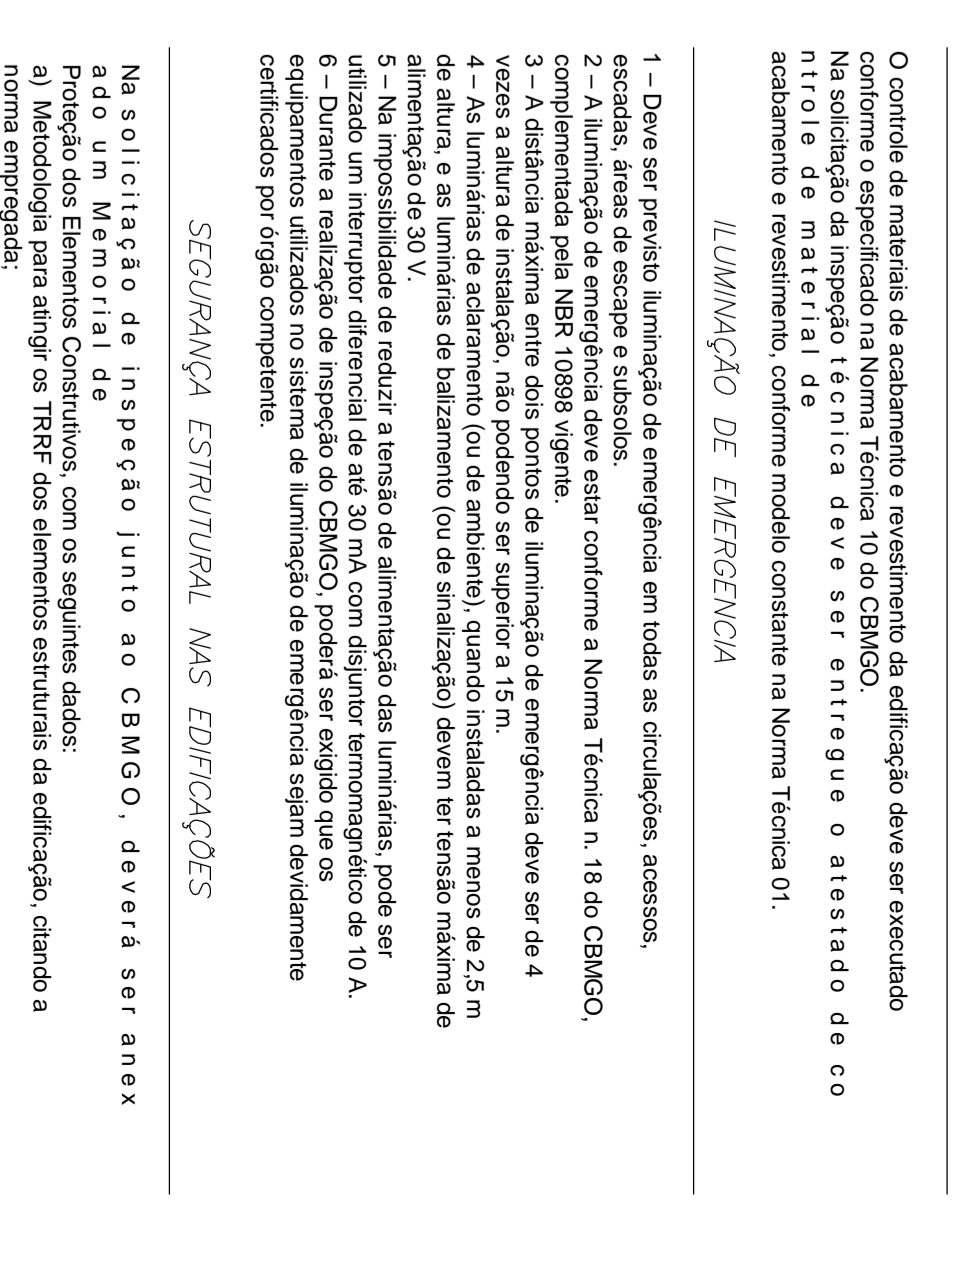 O controle de materiais de acabamento e revestimento da edificação deve ser executado
conforme o especificado na Norma Técnica 10 do CBMGO.
Na solicitação da inspeção técnica deve ser entregue o atestado de co
ntrole de material de
acabamento e revestimento, conforme modelo constante na Norma Técnica 01.
ILUMINAÇÃO DE EMERGENCIA
1 – Deve ser previsto iluminação de emergência em todas as circulações, acessos,
escadas, áreas de escape e subsolos.
2 – A iluminação de emergência deve estar conforme a Norma Técnica n. 18 do CBMGO,
complementada pela NBR 10898 vigente.
3 – A distância máxima entre dois pontos de iluminação de emergência deve ser de 4
vezes a altura de instalação, não podendo ser superior a 15 m.
4 – As luminárias de aclaramento (ou de ambiente), quando instaladas a menos de 2,5 m
de altura, e as luminárias de balizamento (ou de sinalização) devem ter tensão máxima de
alimentação de 30 V.
5 – Na impossibilidade de reduzir a tensão de alimentação das luminárias, pode ser
utilizado um interruptor diferencial de até 30 mA com disjuntor termomagnético de 10 A.
6 – Durante a realização de inspeção do CBMGO, poderá ser exigido que os
equipamentos utilizados no sistema de iluminação de emergência sejam devidamente
certificados por órgão competente.
SEGURANÇA ESTRUTURAL NAS EDIFICAÇÕES
Na solicitação de inspeção junto ao CBMGO, deverá ser anex
ado um Memorial de
Proteção dos Elementos Construtivos, com os seguintes dados:
a) Metodologia para atingir os TRRF dos elementos estruturais da edificação, citando a
norma empregada;